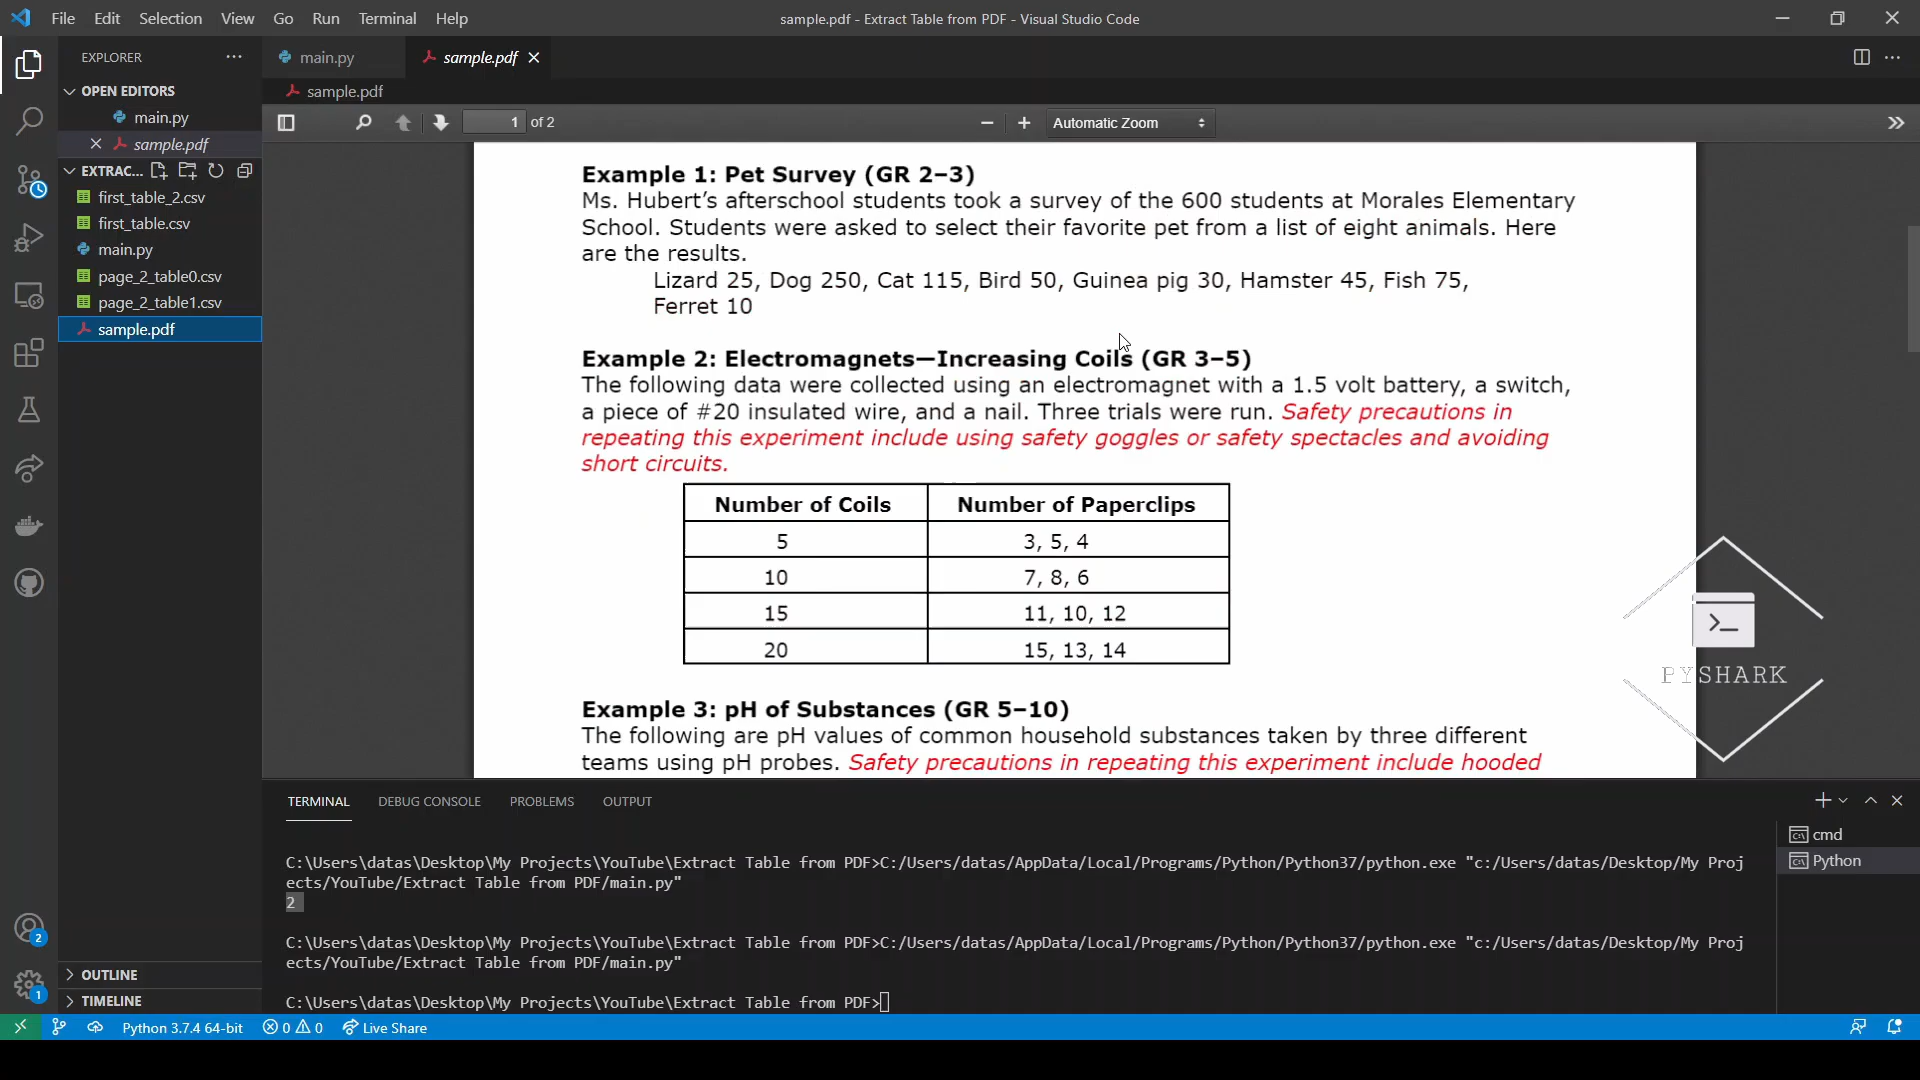 File Edit Selection View Go Run Terminal Help
sample.pdf - Extract Table from PDF - Visual Studio Code
EXPLORER
OPEN EDITORS
main.py
sample.pdf
EXTRAC...
first_table_2.csv
first_table.csv
main.py
page_2_table0.csv
page_2_table1.csv
sample.pdf
OUTLINE
TIMELINE
main.py
sample.pdf
sample.pdf
1 of 2
Automatic Zoom
Example 1: Pet Survey (GR 2–3)
Ms. Hubert’s afterschool students took a survey of the 600 students at Morales Elementary
School. Students were asked to select their favorite pet from a list of eight animals. Here
are the results.
Lizard 25, Dog 250, Cat 115, Bird 50, Guinea pig 30, Hamster 45, Fish 75,
Ferret 10
Example 2: Electromagnets—Increasing Coils (GR 3–5)
The following data were collected using an electromagnet with a 1.5 volt battery, a switch,
a piece of #20 insulated wire, and a nail. Three trials were run. Safety precautions in
repeating this experiment include using safety goggles or safety spectacles and avoiding
short circuits.
Number of Coils Number of Paperclips
5 3, 5, 4
10 7, 8, 6
15 11, 10, 12
20 15, 13, 14
Example 3: pH of Substances (GR 5–10)
The following are pH values of common household substances taken by three different
teams using pH probes. Safety precautions in repeating this experiment include hooded
PYSHARK
TERMINAL DEBUG CONSOLE PROBLEMS OUTPUT
C:\Users\datas\Desktop\My Projects\YouTube\Extract Table from PDF>C:/Users/datas/AppData/Local/Programs/Python/Python37/python.exe "c:/Users/datas/Desktop/My Proj
ects/YouTube/Extract Table from PDF/main.py"
2
C:\Users\datas\Desktop\My Projects\YouTube\Extract Table from PDF>C:/Users/datas/AppData/Local/Programs/Python/Python37/python.exe "c:/Users/datas/Desktop/My Proj
ects/YouTube/Extract Table from PDF/main.py"
C:\Users\datas\Desktop\My Projects\YouTube\Extract Table from PDF>
cmd
Python
2
1
Python 3.7.4 64-bit 0 0 Live Share